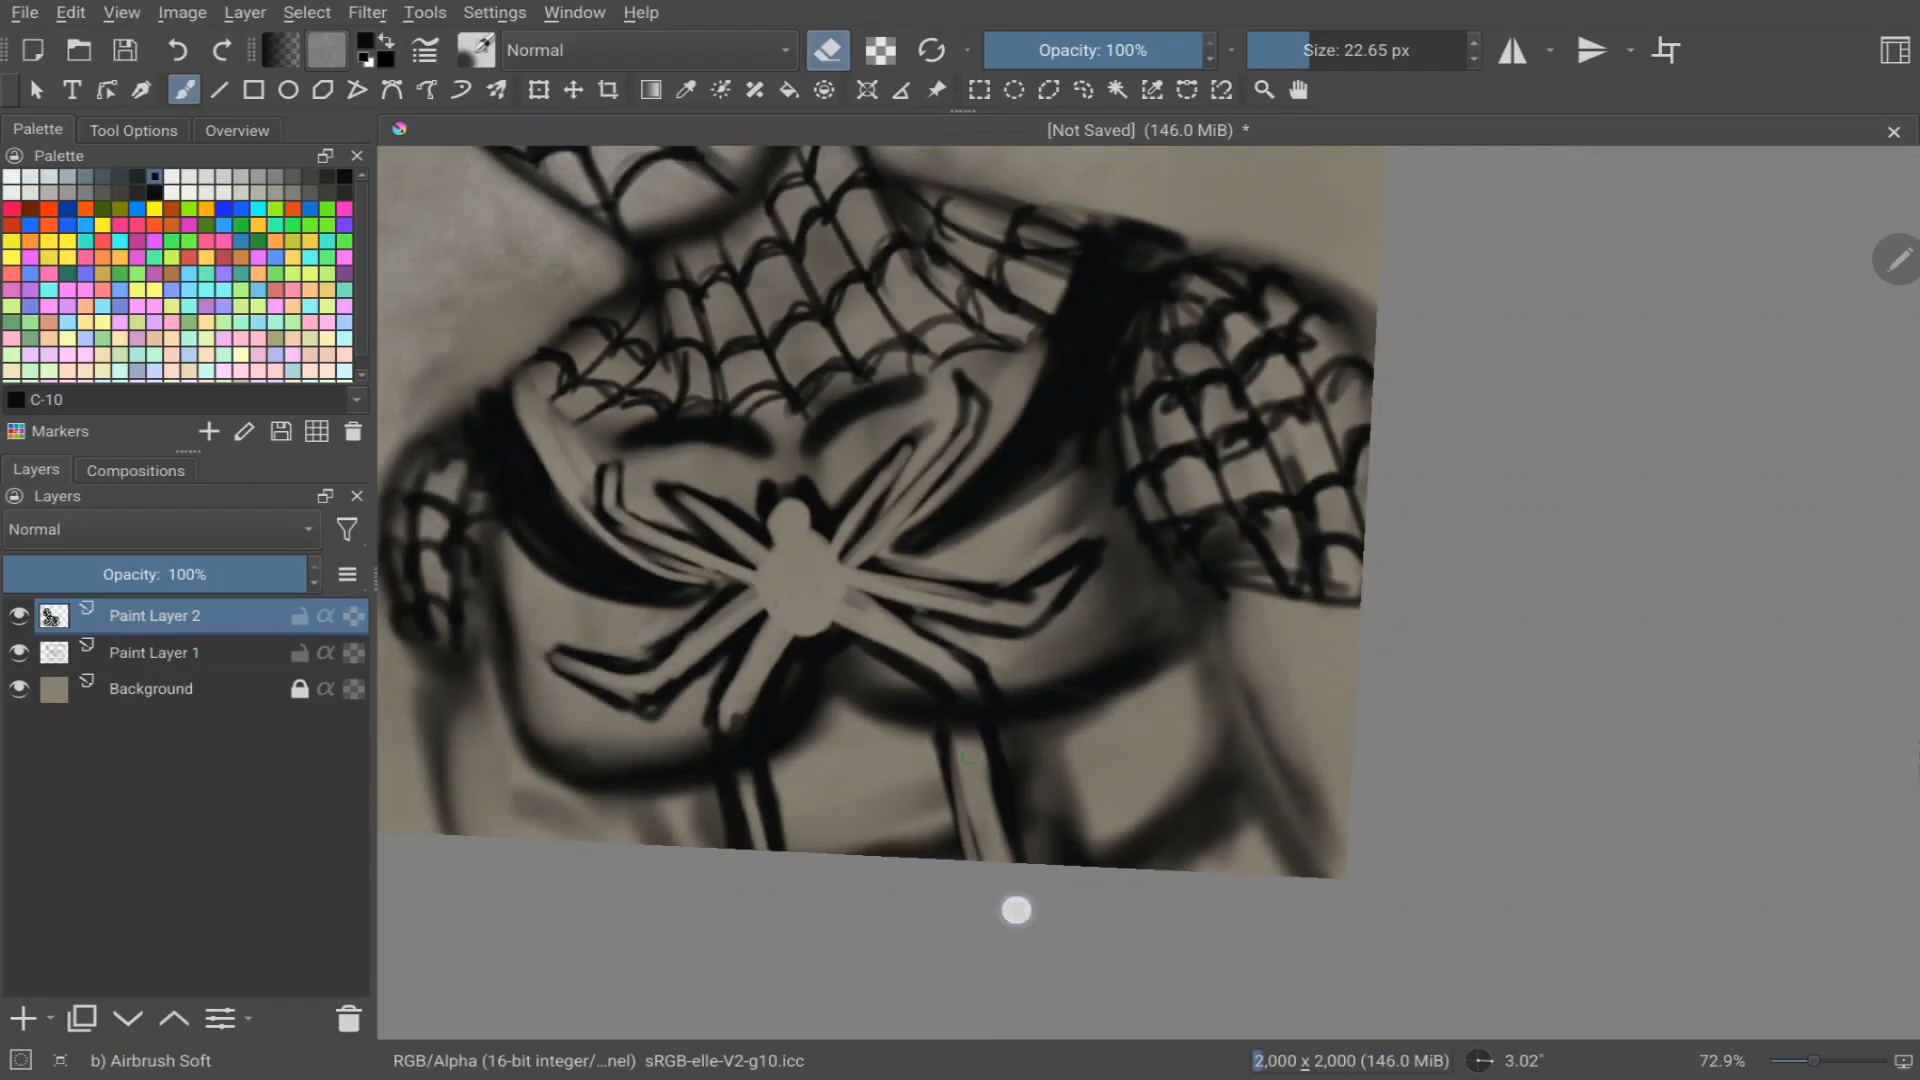 File Edit View Image Layer Select Filter Tools Settings Window Help
Normal
Opacity: 100%
Size: 22.65 px
Palette Tool Options Overview
[Not Saved] (146.0 MiB) *
Palette
C-10
Markers
Layers Compositions
Layers
Normal
Opacity: 100%
Paint Layer 2
Paint Layer 1
Background
b) Airbrush Soft
RGB/Alpha (16-bit integer/...nel) sRGB-elle-V2-g10.icc
2,000 x 2,000 (146.0 MiB)
3.02°
72.9%